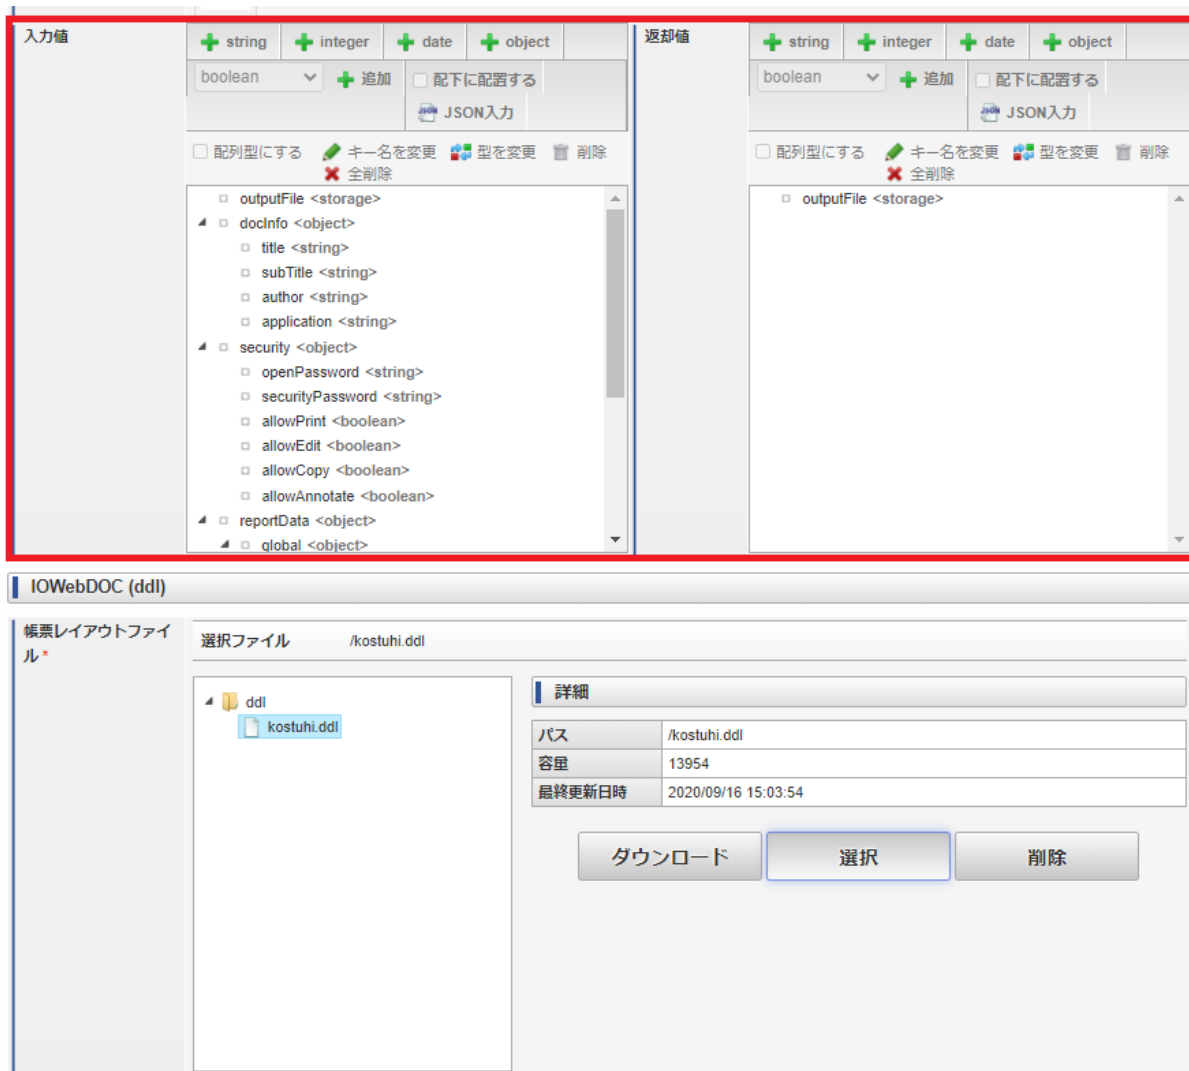 入力値
string integer date object
boolean 追加 配下に配置する
JSON入力
配列型にする キー名を変更 型を変更 削除
全削除
outputFile <storage>
docInfo <object>
title <string>
subTitle <string>
author <string>
application <string>
security <object>
openPassword <string>
securityPassword <string>
allowPrint <boolean>
allowEdit <boolean>
allowCopy <boolean>
allowAnnotate <boolean>
reportData <object>
global <object>
返却値
string integer date object
boolean 追加 配下に配置する
JSON入力
配列型にする キー名を変更 型を変更 削除
全削除
outputFile <storage>
IOWebDOC (ddl)
帳票レイアウトファイ
ル*
選択ファイル /kostuhi.ddl
ddl
kostuhi.ddl
詳細
パス /kostuhi.ddl
容量 13954
最終更新日時 2020/09/16 15:03:54
ダウンロード 選択 削除